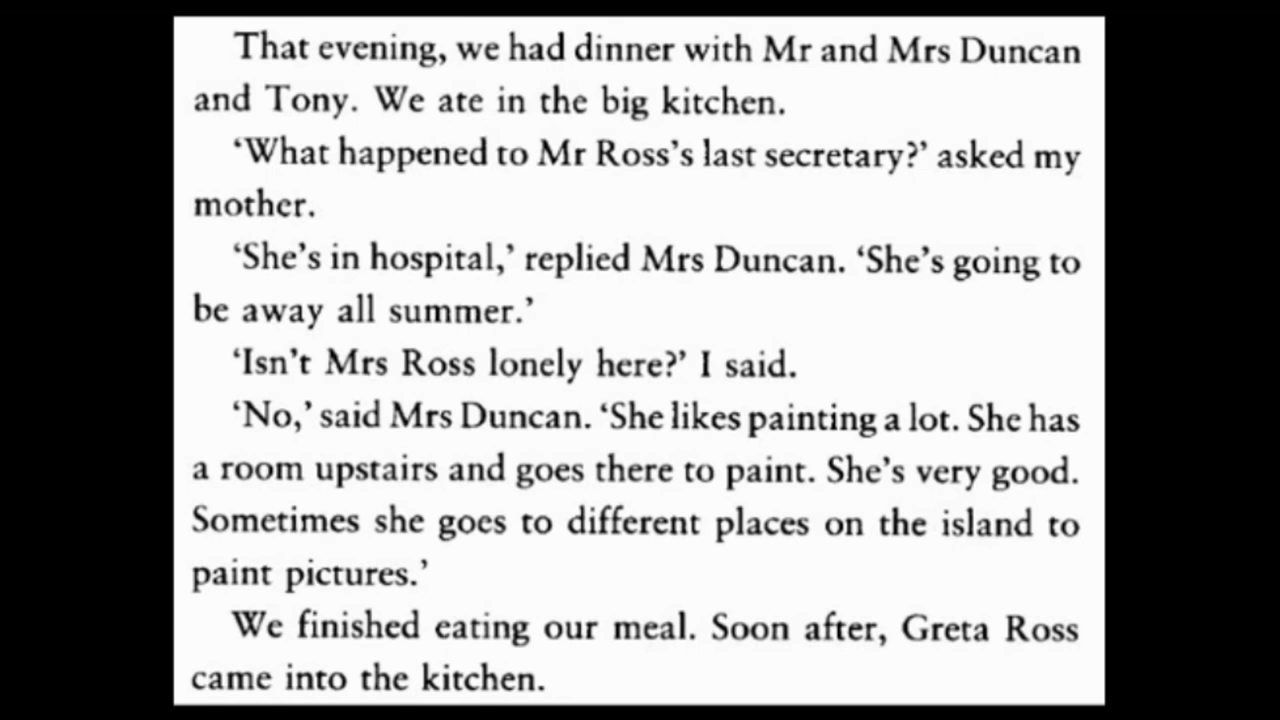 That evening, we had dinner with Mr and Mrs Duncan
and Tony. We ate in the big kitchen.
‘What happened to Mr Ross’s last secretary?’ asked my
mother.
‘She’s in hospital,’ replied Mrs Duncan. ‘She’s going to
be away all summer.’
‘Isn’t Mrs Ross lonely here?’ I said.
‘No,’ said Mrs Duncan. ‘She likes painting a lot. She has
a room upstairs and goes there to paint. She’s very good.
Sometimes she goes to different places on the island to
paint pictures.’
We finished eating our meal. Soon after, Greta Ross
came into the kitchen.